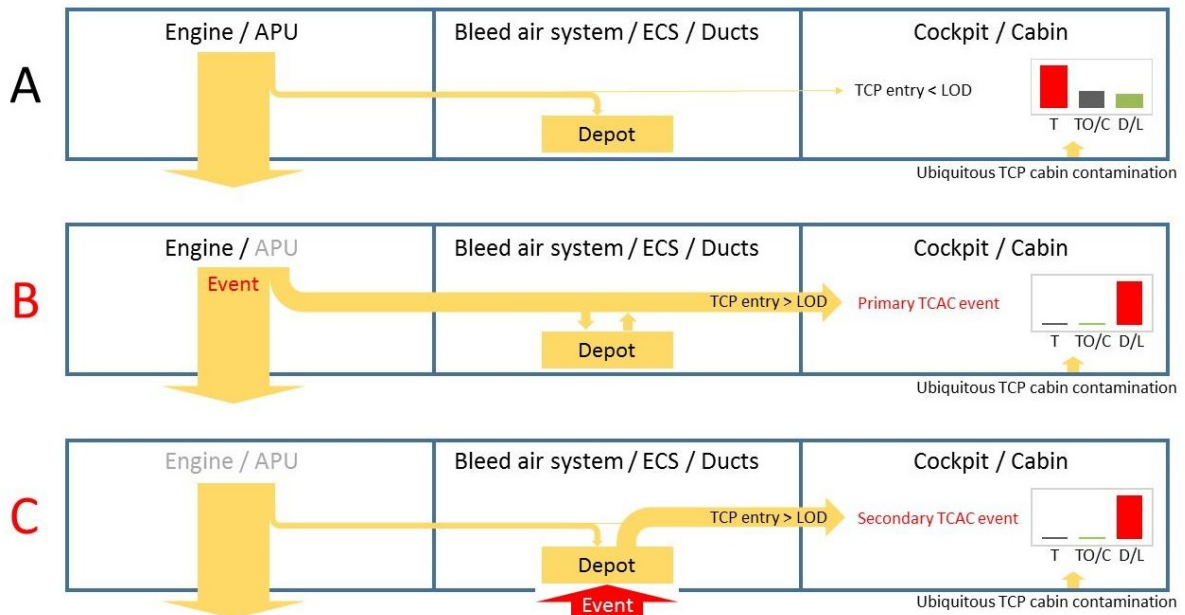 Engine / APU
Bleed air system / ECS / Ducts
Cockpit / Cabin
A
TCP entry < LOD
Depot
T TO/C D/L
Ubiquitous TCP cabin contamination
Engine / APU
Bleed air system / ECS / Ducts
Cockpit / Cabin
Event
B
TCP entry > LOD
Primary TCAC event
Depot
T TO/C D/L
Ubiquitous TCP cabin contamination
Engine / APU
Bleed air system / ECS / Ducts
Cockpit / Cabin
C
TCP entry > LOD
Secondary TCAC event
Depot
T TO/C D/L
Event
Ubiquitous TCP cabin contamination